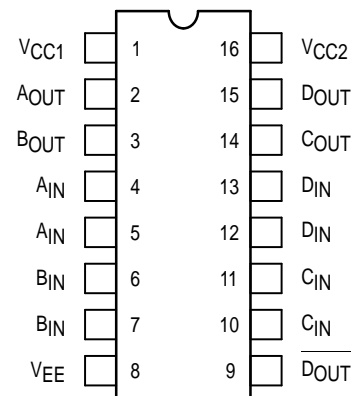 VCC1 1 16 VCC2
AOUT 2 15 DOUT
BOUT 3 14 COUT
AIN 4 13 DIN
AIN 5 12 DIN
BIN 6 11 CIN
BIN 7 10 CIN
VEE 8 9 D̅O̅U̅T̅